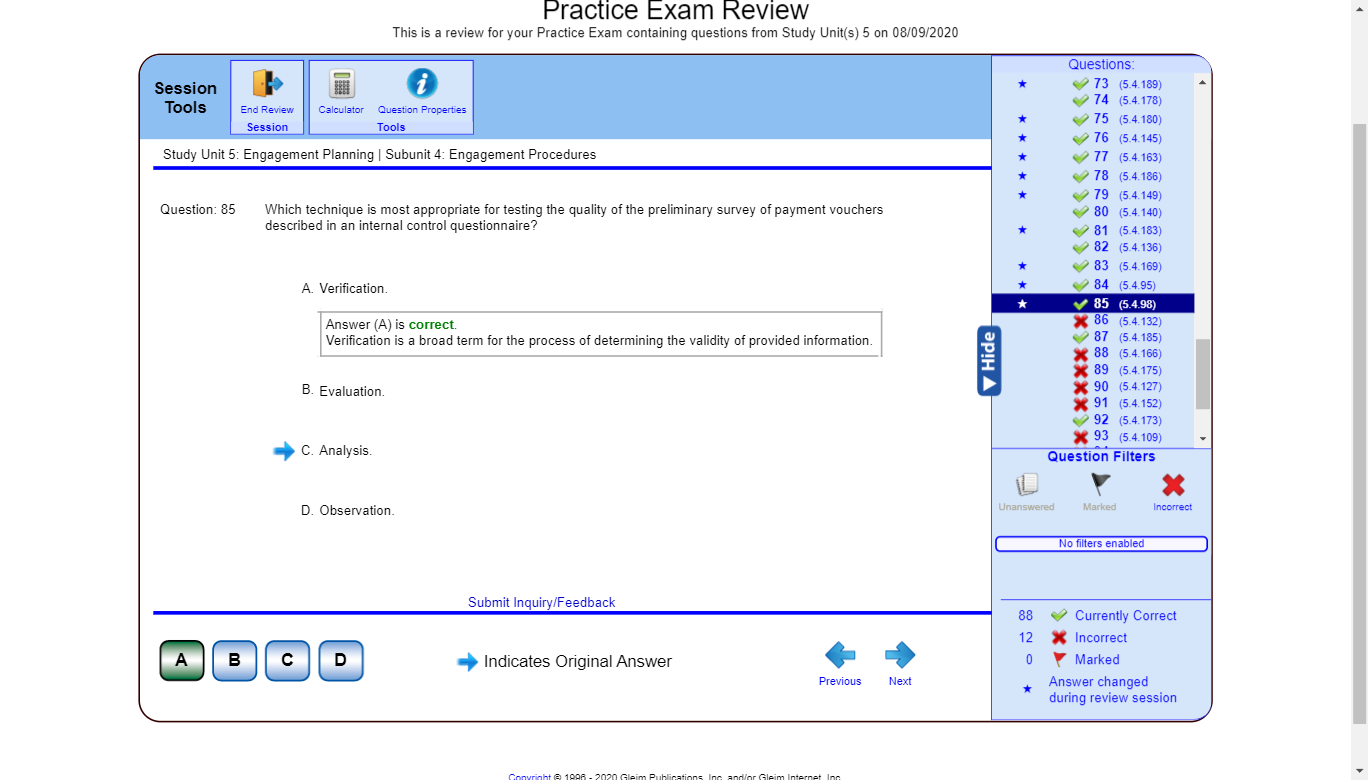 Practice Exam Review
This is a review for your Practice Exam containing questions from Study Unit(s) 5 on 08/09/2020
Session
Tools
End Review
Session
Calculator
Question Properties
Tools
Study Unit 5: Engagement Planning | Subunit 4: Engagement Procedures
Question: 85
Which technique is most appropriate for testing the quality of the preliminary survey of payment vouchers
described in an internal control questionnaire?
A. Verification.
Answer (A) is correct.
Verification is a broad term for the process of determining the validity of provided information.
B. Evaluation.
C. Analysis.
D. Observation.
Submit Inquiry/Feedback
A
B
C
D
Indicates Original Answer
Previous
Next
Hide
Questions:
73 (5.4.189)
74 (5.4.178)
75 (5.4.180)
76 (5.4.145)
77 (5.4.163)
78 (5.4.186)
79 (5.4.149)
80 (5.4.140)
81 (5.4.183)
82 (5.4.136)
83 (5.4.169)
84 (5.4.95)
85 (5.4.98)
86 (5.4.132)
87 (5.4.185)
88 (5.4.166)
89 (5.4.175)
90 (5.4.127)
91 (5.4.152)
92 (5.4.173)
93 (5.4.109)
Question Filters
Unanswered
Marked
Incorrect
No filters enabled
88 Currently Correct
12 Incorrect
0 Marked
Answer changed
during review session
Copyright © 1996 - 2020 Gleim Publications, Inc. and/or Gleim Internet, Inc.